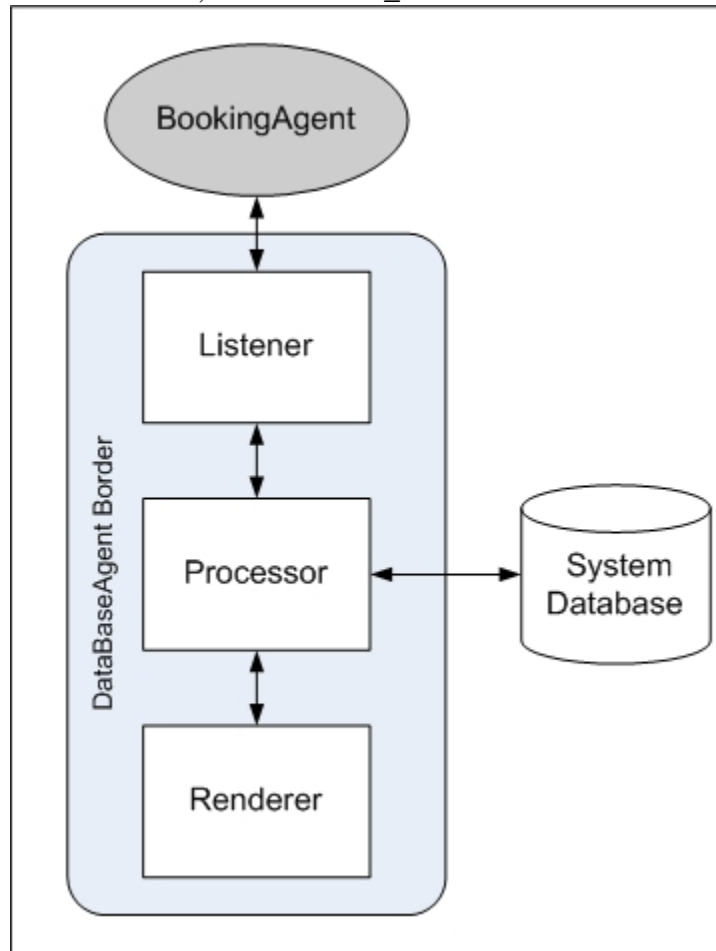 BookingAgent
Listener
DataBaseAgent Border
Processor
System
Database
Renderer